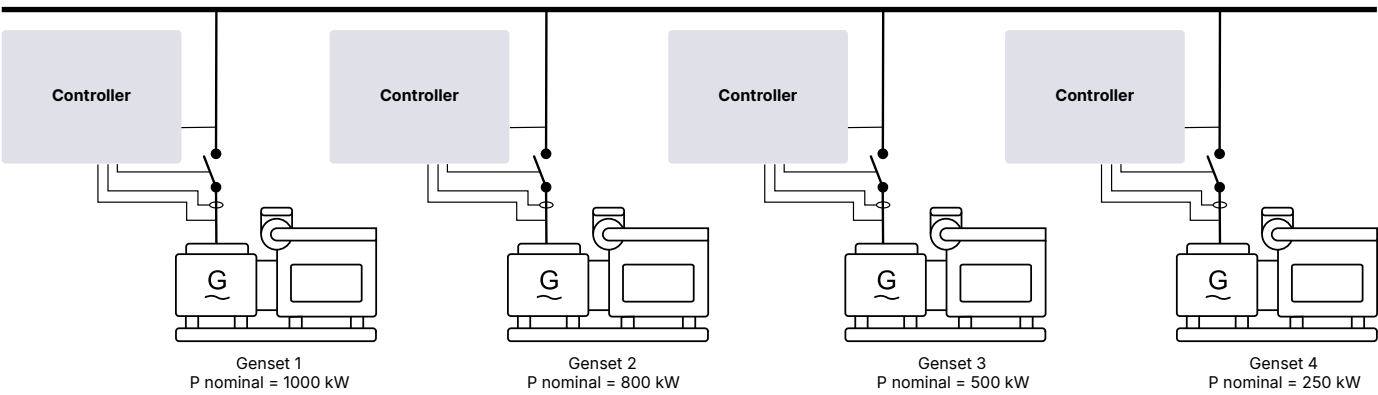 Controller
Controller
Controller
Controller
G
G
G
G
Genset 1
P nominal = 1000 kW
Genset 2
P nominal = 800 kW
Genset 3
P nominal = 500 kW
Genset 4
P nominal = 250 kW